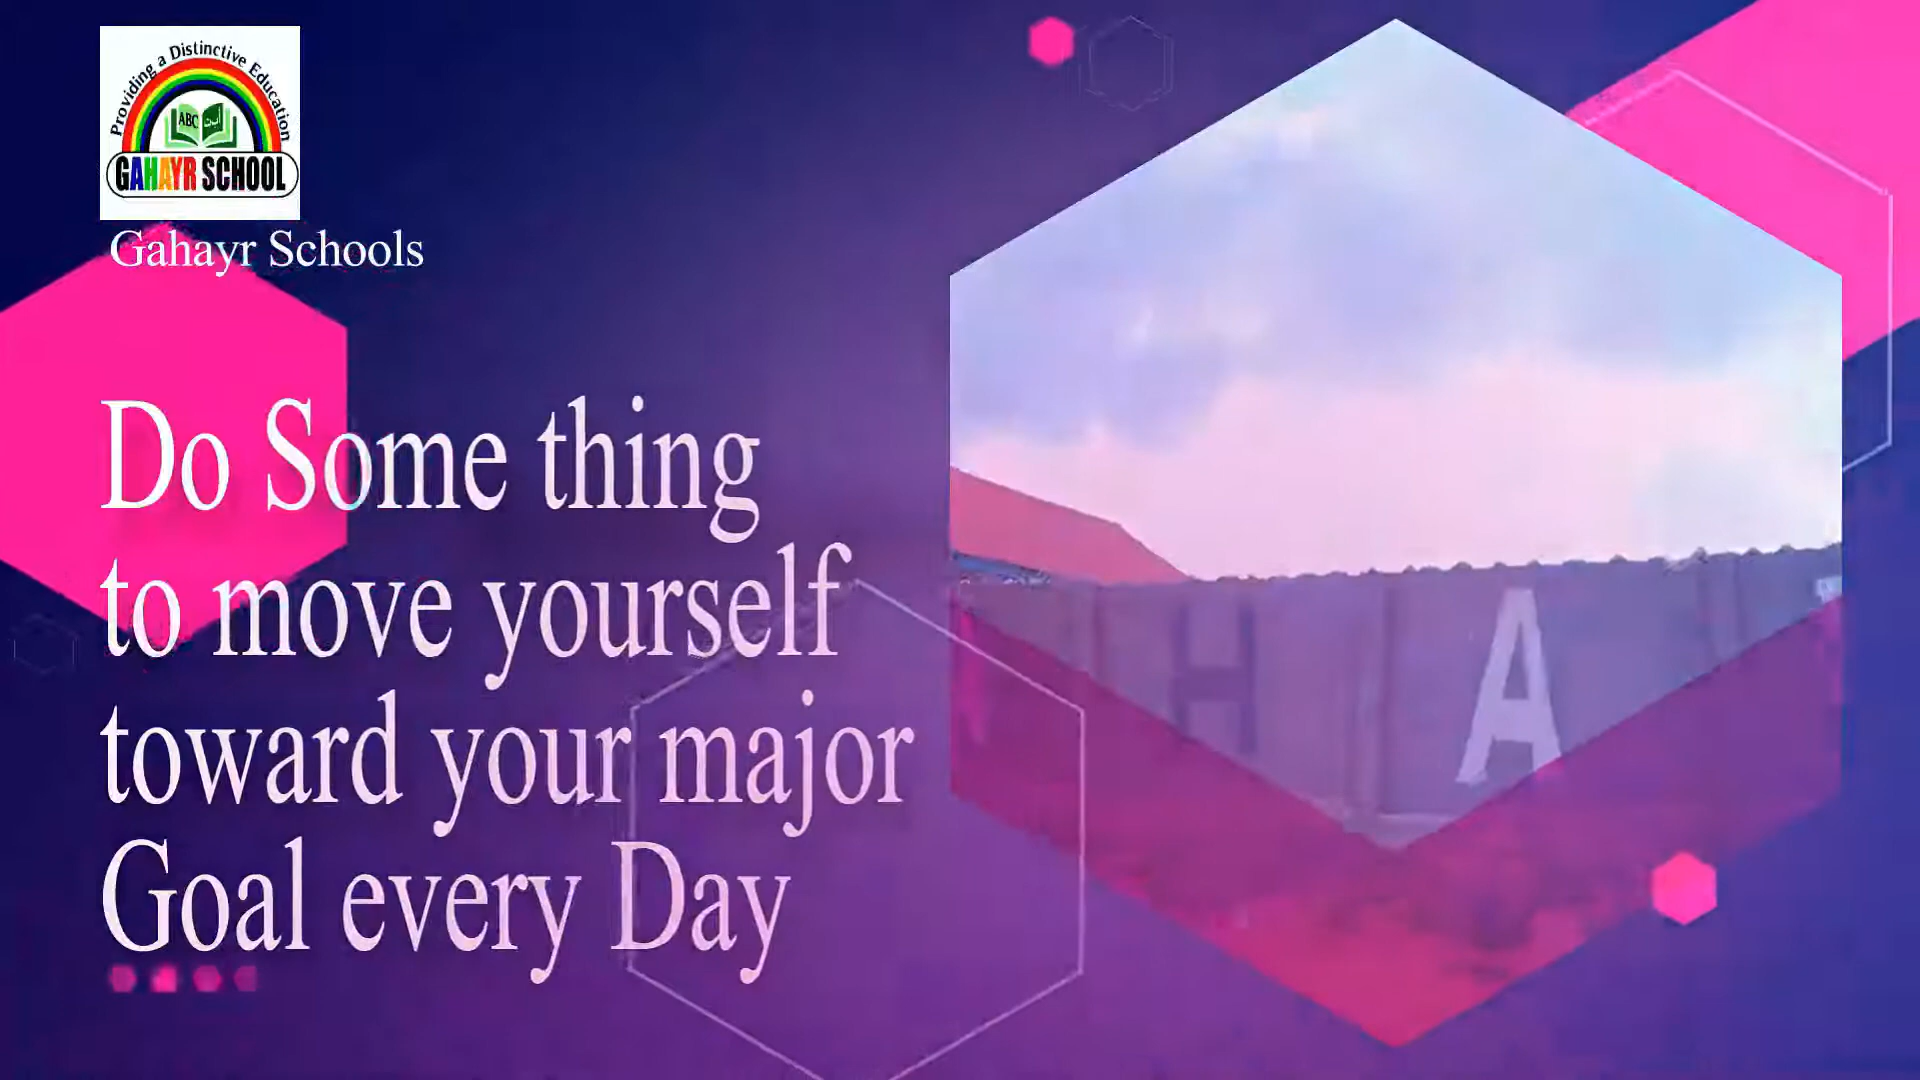 Providing a Distinctive Education
ABC
GAHAYR SCHOOL
Gahayr Schools
Do Some thing
to move yourself
toward your major
Goal every Day
H A